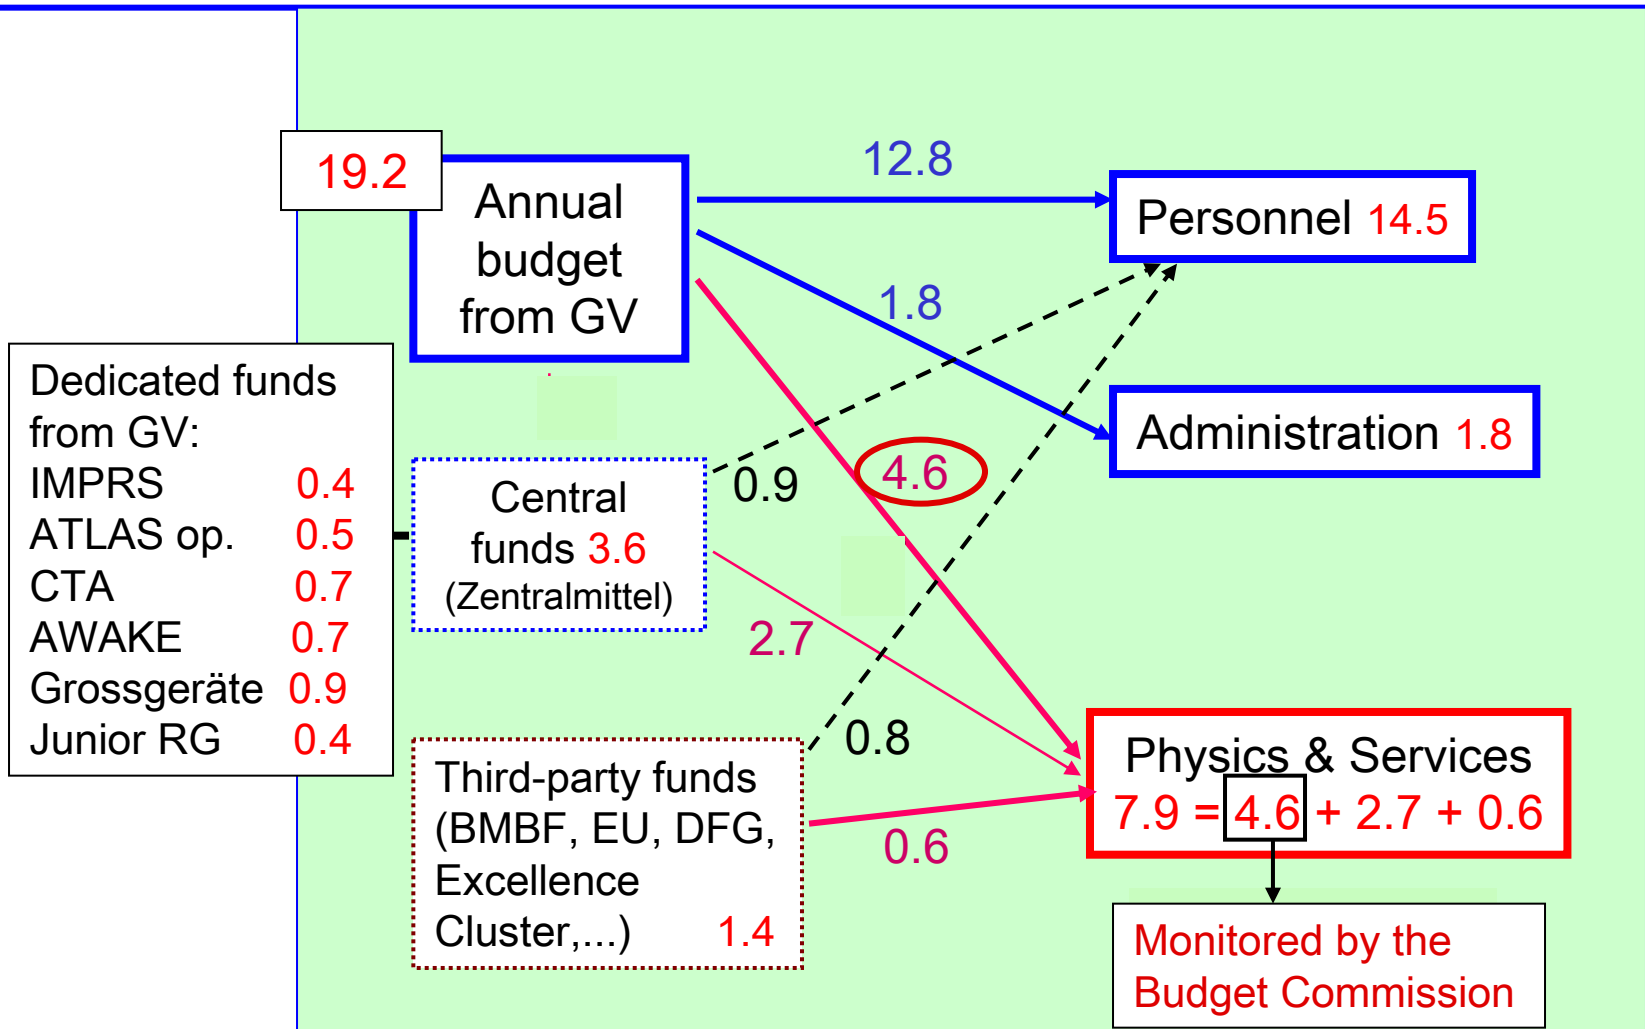 19.2
Annual
budget
from GV
12.8
1.8
Personnel 14.5
Administration 1.8
Dedicated funds
from GV:
IMPRS 0.4
ATLAS op. 0.5
CTA 0.7
AWAKE 0.7
Grossgeräte 0.9
Junior RG 0.4
Central
funds 3.6
(Zentralmittel)
0.9
4.6
2.7
Third-party funds
(BMBF, EU, DFG,
Excellence
Cluster,...) 1.4
0.8
0.6
Physics & Services
7.9 = 4.6 + 2.7 + 0.6
Monitored by the
Budget Commission